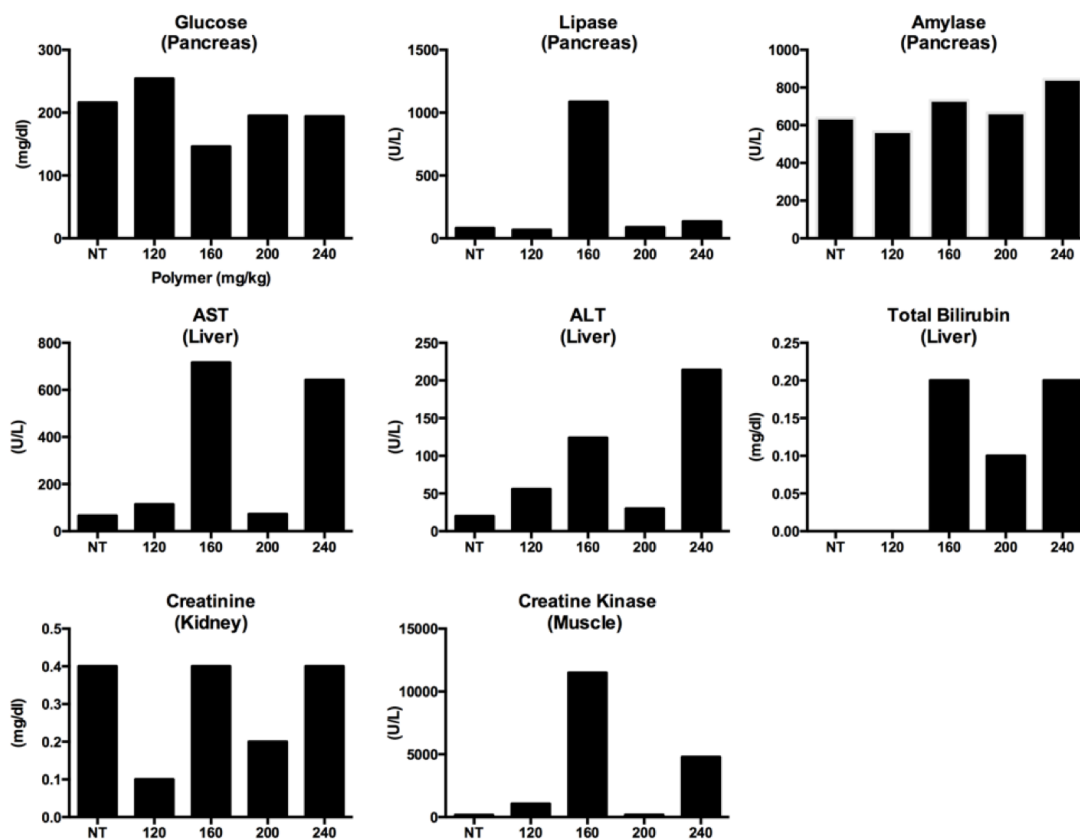 Glucose
(Pancreas)
300
200
100
0
(mg/dl)
NT 120 160 200 240
Polymer (mg/kg)
Lipase
(Pancreas)
1500
1000
500
0
(U/L)
NT 120 160 200 240
Amylase
(Pancreas)
1000
800
600
400
200
0
(U/L)
NT 120 160 200 240
AST
(Liver)
800
600
400
200
0
(U/L)
NT 120 160 200 240
ALT
(Liver)
250
200
150
100
50
0
(U/L)
NT 120 160 200 240
Total Bilirubin
(Liver)
0.25
0.20
0.15
0.10
0.05
0.00
(mg/dl)
NT 120 160 200 240
Creatinine
(Kidney)
0.5
0.4
0.3
0.2
0.1
0.0
(mg/dl)
NT 120 160 200 240
Creatine Kinase
(Muscle)
15000
10000
5000
0
(U/L)
NT 120 160 200 240